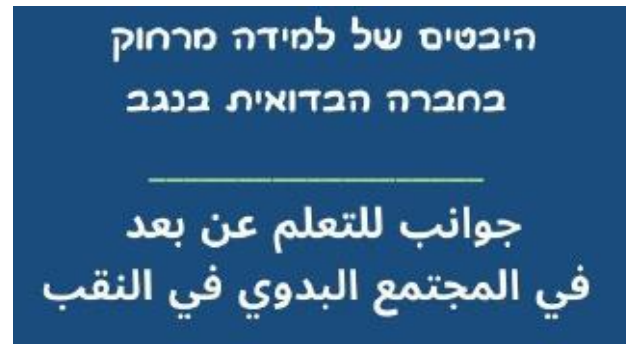 היבטים של למידה מרחוק
בחברה הבדואית בנגב
جوانب للتعلم عن بعد
في المجتمع البدوي في النقب